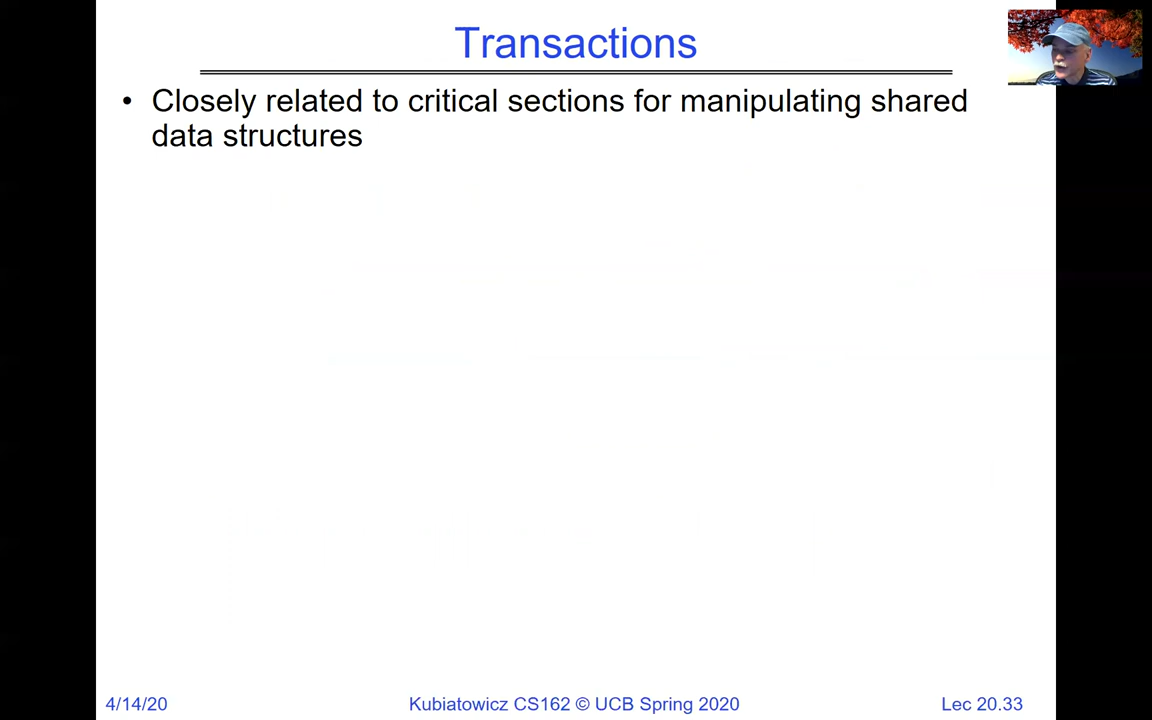 Transactions
• Closely related to critical sections for manipulating shared
data structures
4/14/20
Kubiatowicz CS162 © UCB Spring 2020
Lec 20.33